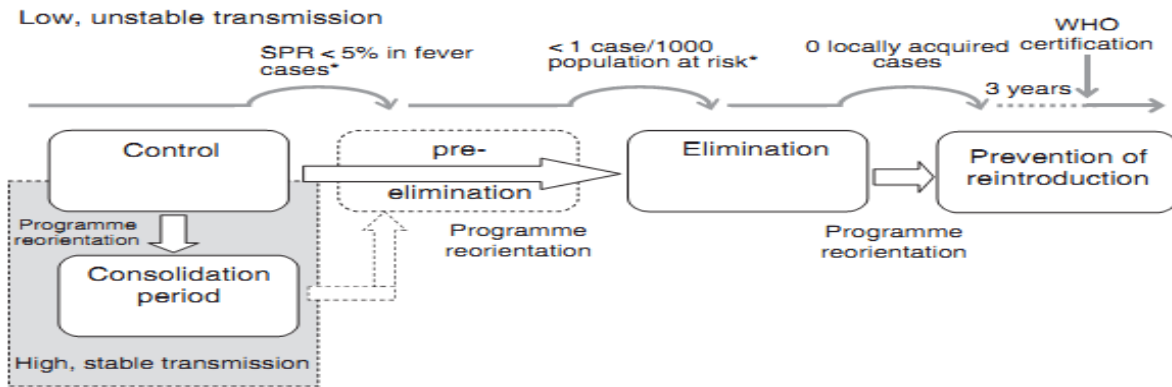 Low, unstable transmission
SPR < 5% in fever
cases*
< 1 case/1000
population at risk*
0 locally acquired
cases
WHO
certification
3 years
Control
pre-
elimination
Elimination
Prevention of
reintroduction
Programme
reorientation
Programme
reorientation
Programme
reorientation
Consolidation
period
High, stable transmission